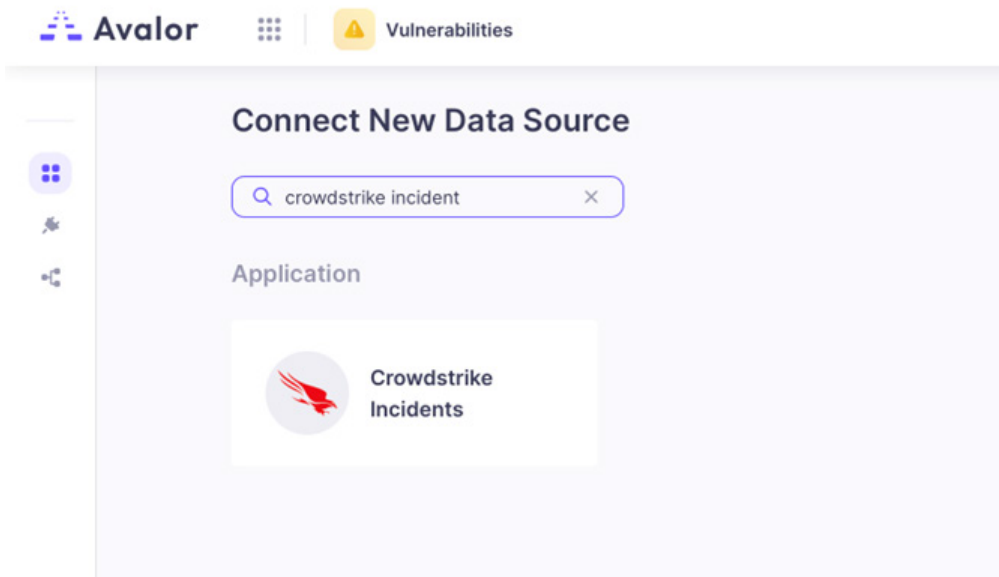 Avalor
Vulnerabilities
Connect New Data Source
crowdstrike incident
Application
Crowdstrike
Incidents